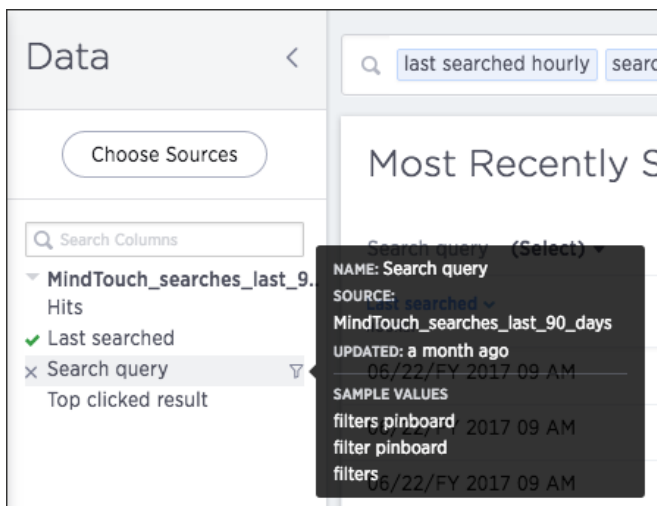 Data
last searched hourly searc
Choose Sources
Most Recently S
Search Columns
Search query (Select)
MindTouch_searches_last_9..
Hits
Last searched
Search query
Top clicked result
NAME: Search query
SOURCE:
MindTouch_searches_last_90_days
UPDATED: a month ago
SAMPLE VALUES
filters pinboard
filter pinboard
filters
Last searched
06/22/FY 2017 09 AM
06/22/FY 2017 09 AM
06/22/FY 2017 09 AM